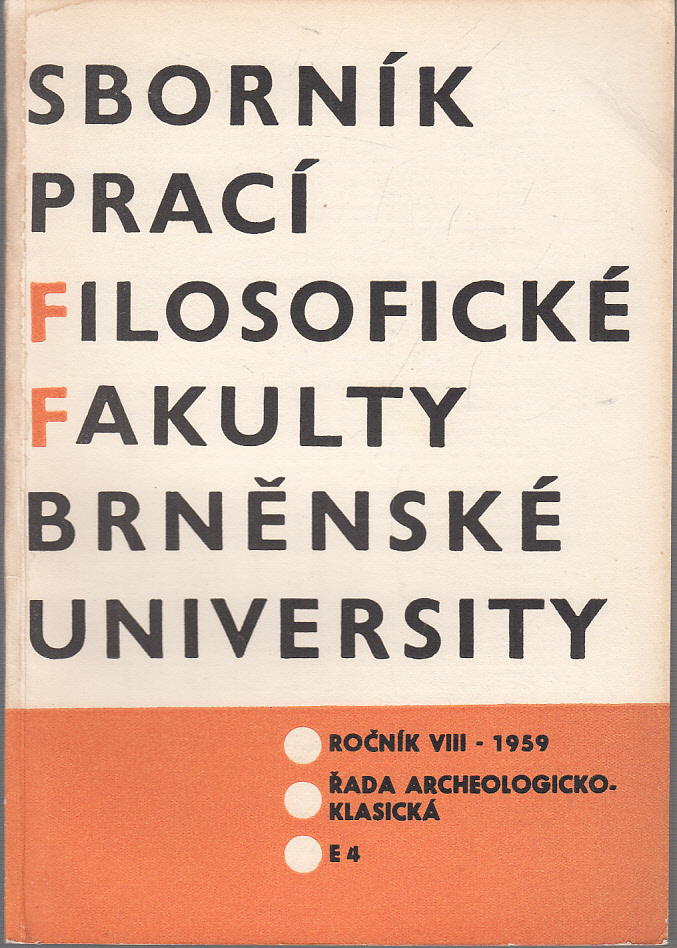 SBORNÍK
PRACÍ
FILOSOFICKÉ
FAKULTY
BRNĚNSKÉ
UNIVERSITY
ROČNÍK VIII - 1959
ŘADA ARCHEOLOGICKO-
KLASICKÁ
E 4